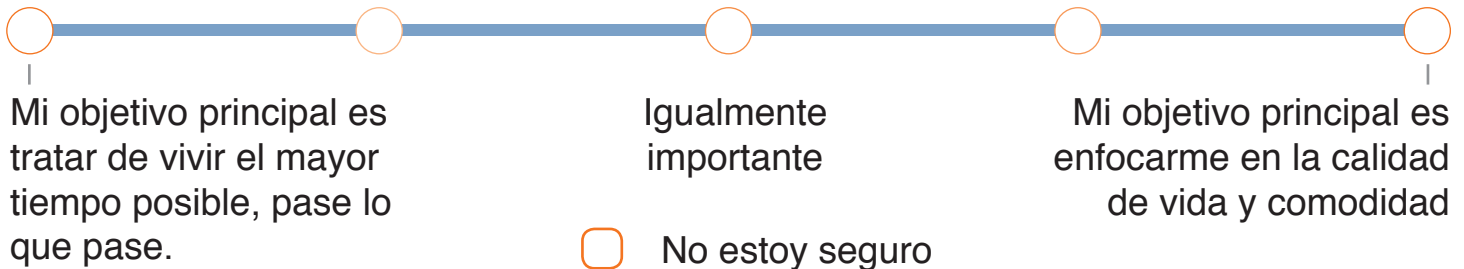 Mi objetivo principal es
tratar de vivir el mayor
tiempo posible, pase lo
que pase.
Igualmente
importante
Mi objetivo principal es
enfocarme en la calidad
de vida y comodidad
No estoy seguro